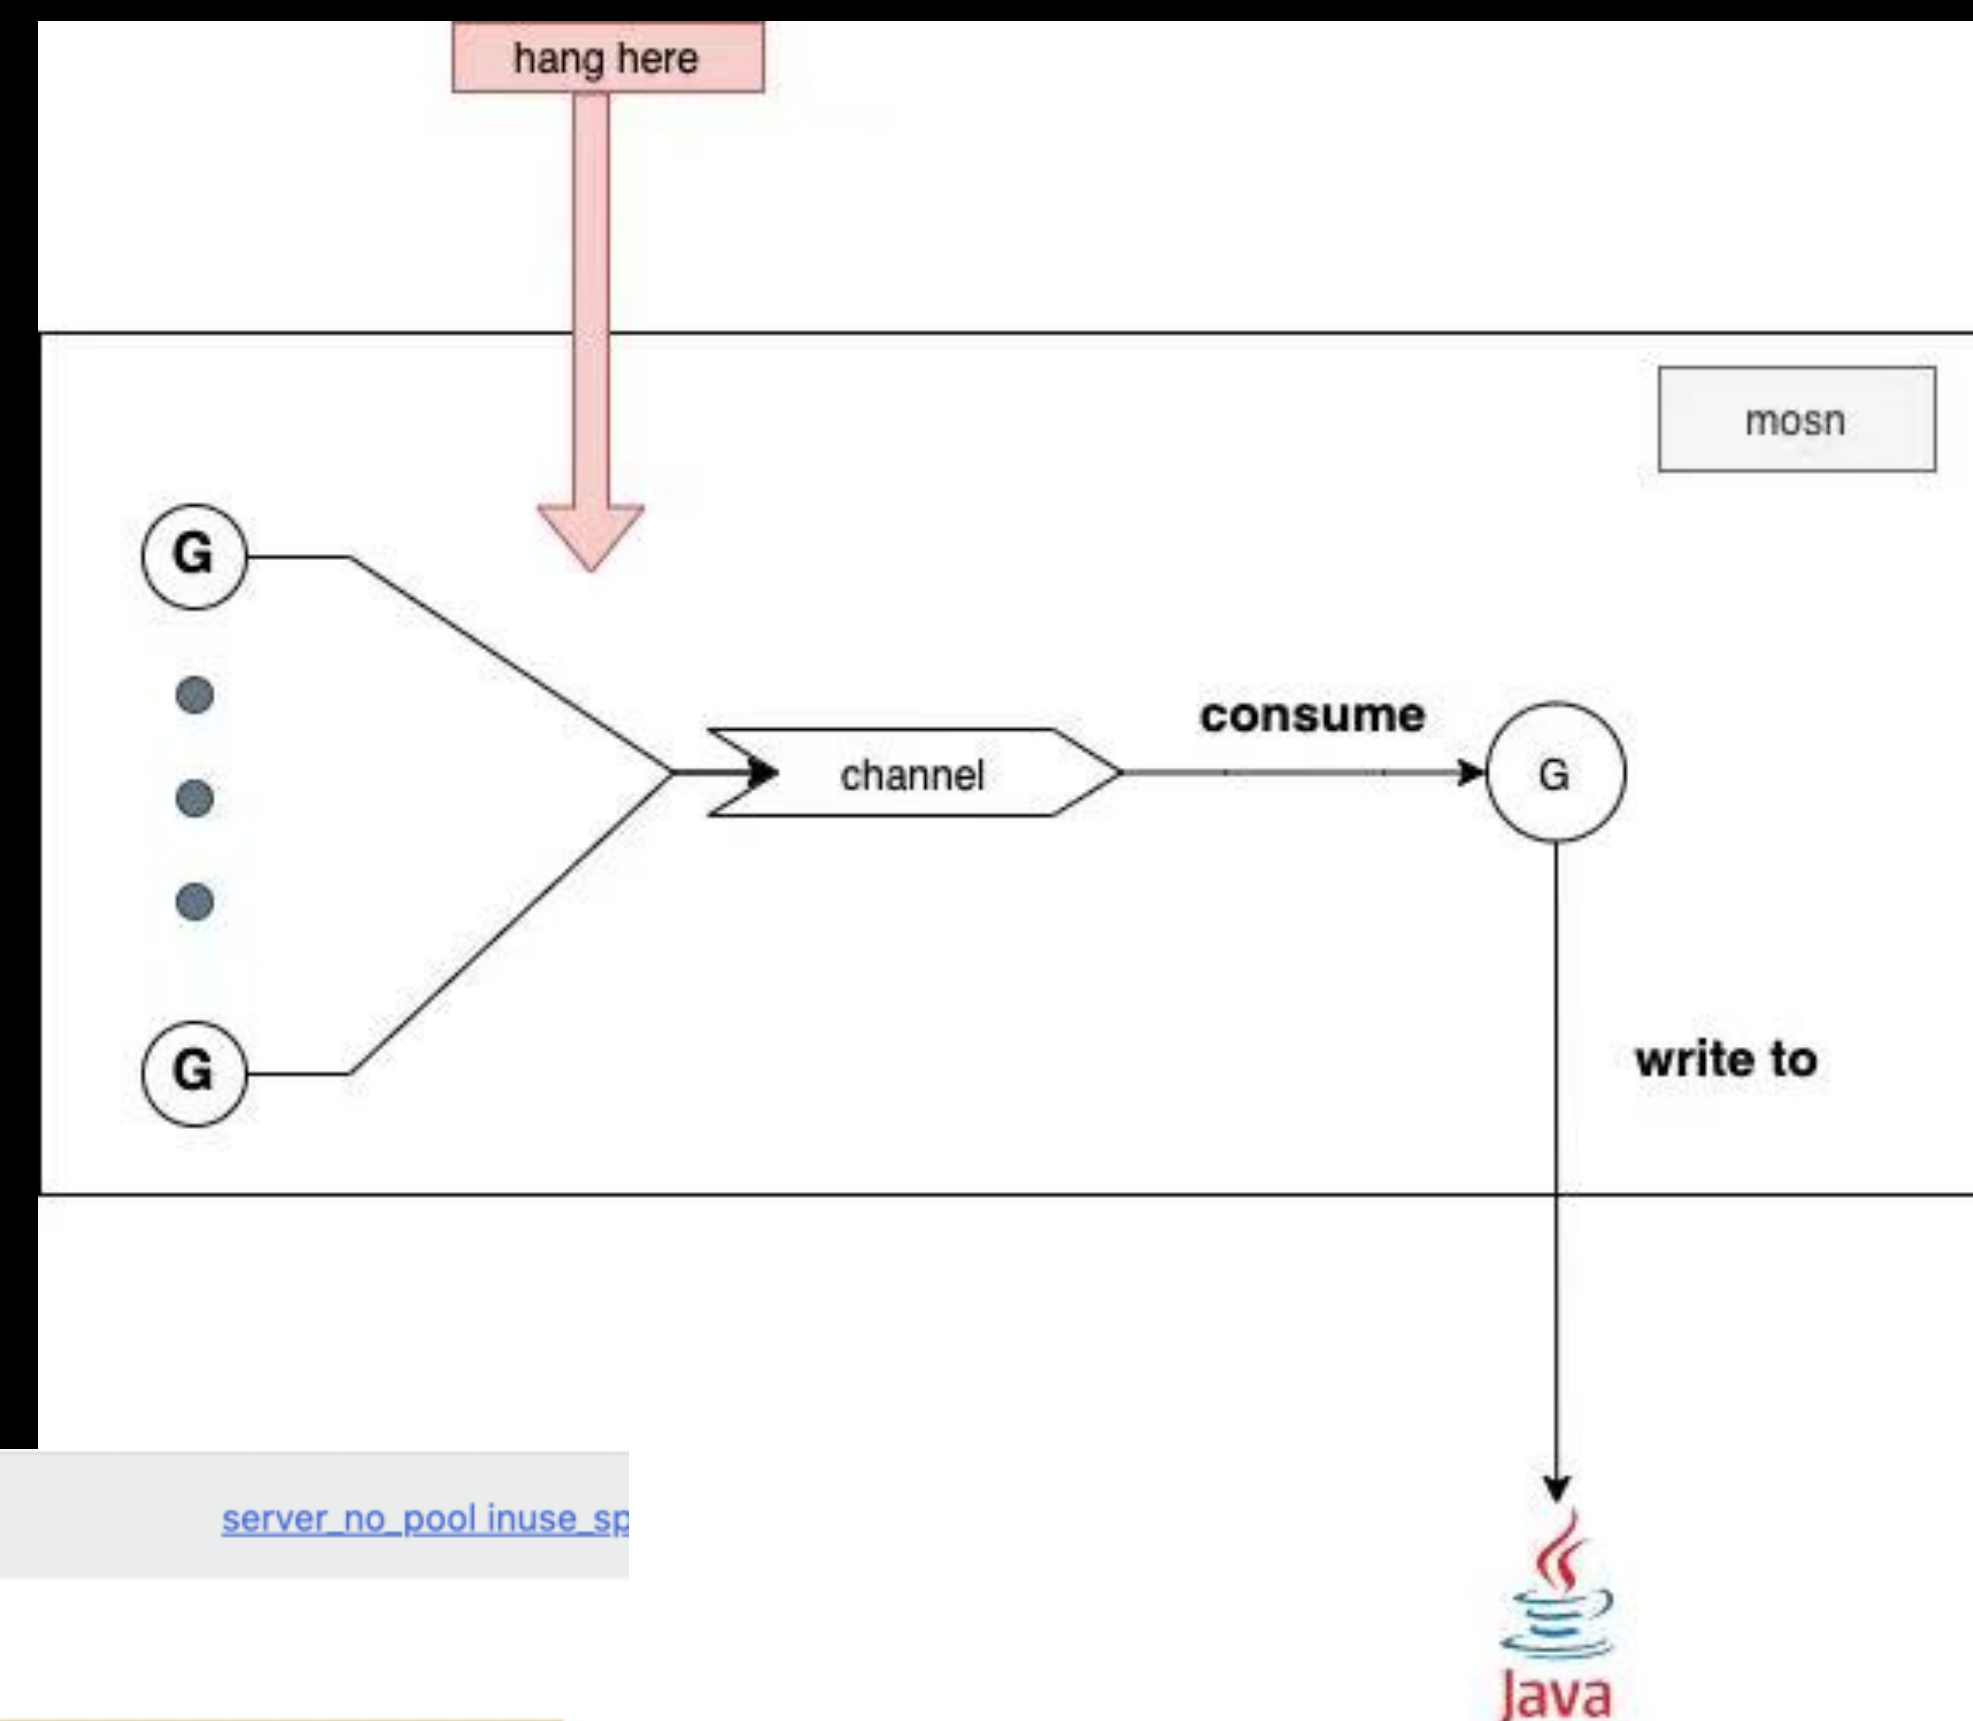 hang here
mosn
G
consume
channel
G
G
write to
server_no_pool inuse_sp
Java